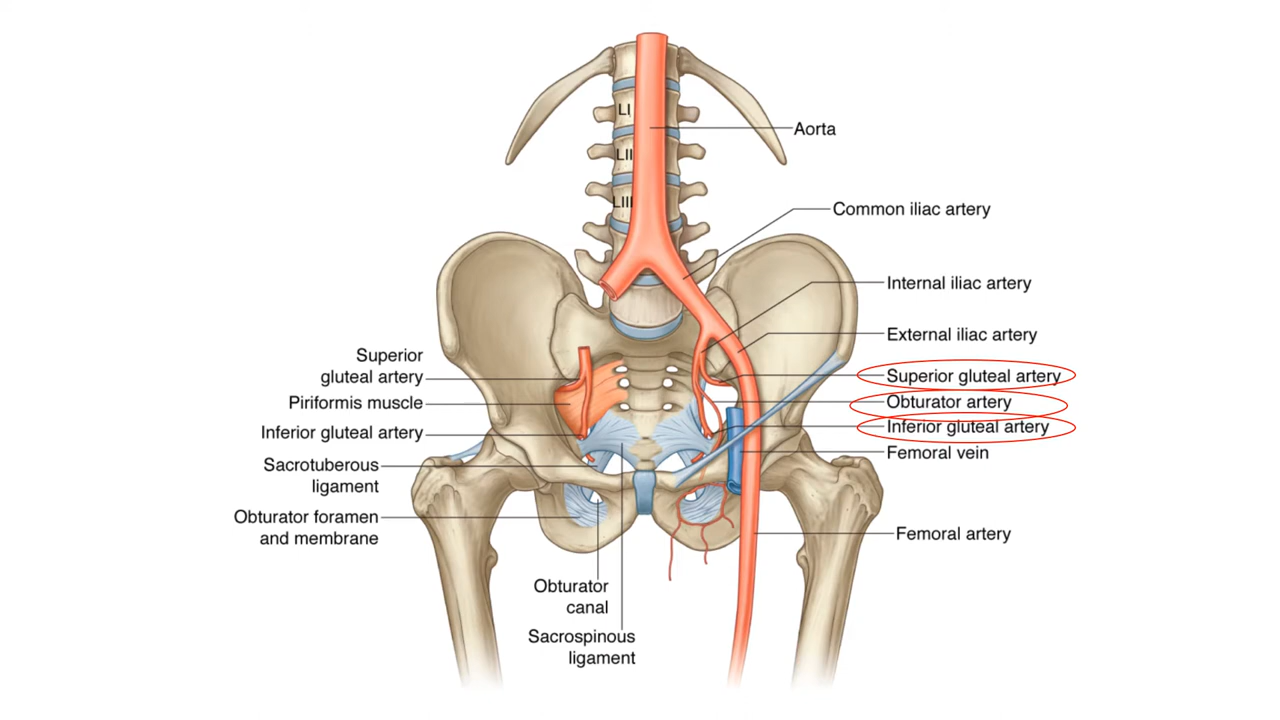 LI
Aorta
LII
LIII
Common iliac artery
Internal iliac artery
External iliac artery
Superior
gluteal artery
Piriformis muscle
Inferior gluteal artery
Sacrotuberous
ligament
Obturator foramen
and membrane
Superior gluteal artery
Obturator artery
Inferior gluteal artery
Femoral vein
Femoral artery
Obturator
canal
Sacrospinous
ligament